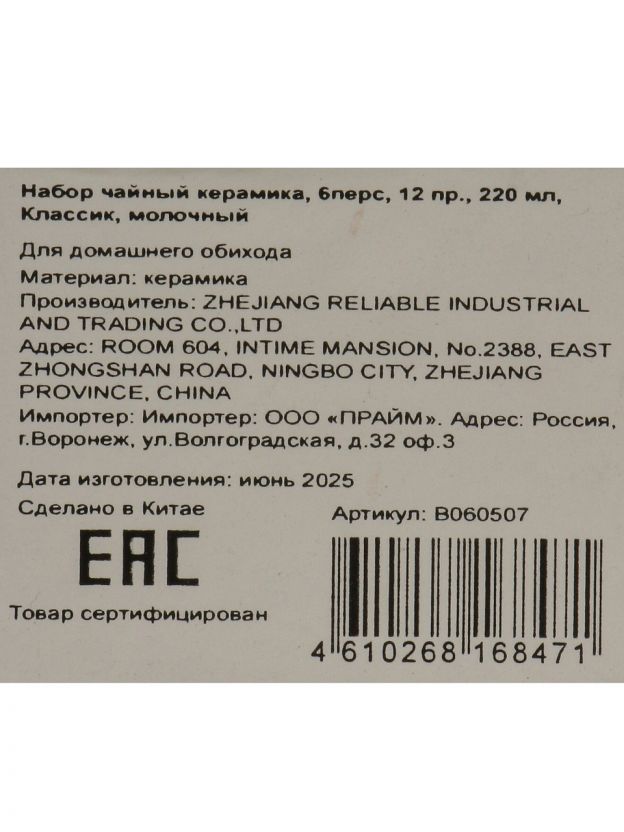 Набор чайный керамика, 6перс, 12 пр., 220 мл,
Классик, молочный
Для домашнего обихода
Материал: керамика
Производитель: ZHEJIANG RELIABLE INDUSTRIAL
AND TRADING CO.,LTD
Адрес: ROOM 604, INTIME MANSION, No.2388, EAST
ZHONGSHAN ROAD, NINGBO CITY, ZHEJIANG
PROVINCE, CHINA
Импортер: Импортер: ООО «ПРАЙМ». Адрес: Россия,
г.Воронеж, ул.Волгоградская, д.32 оф.3
Дата изготовления: июнь 2025
Сделано в Китае
Артикул: B060507
EAC
Товар сертифицирован
4 610268 168471